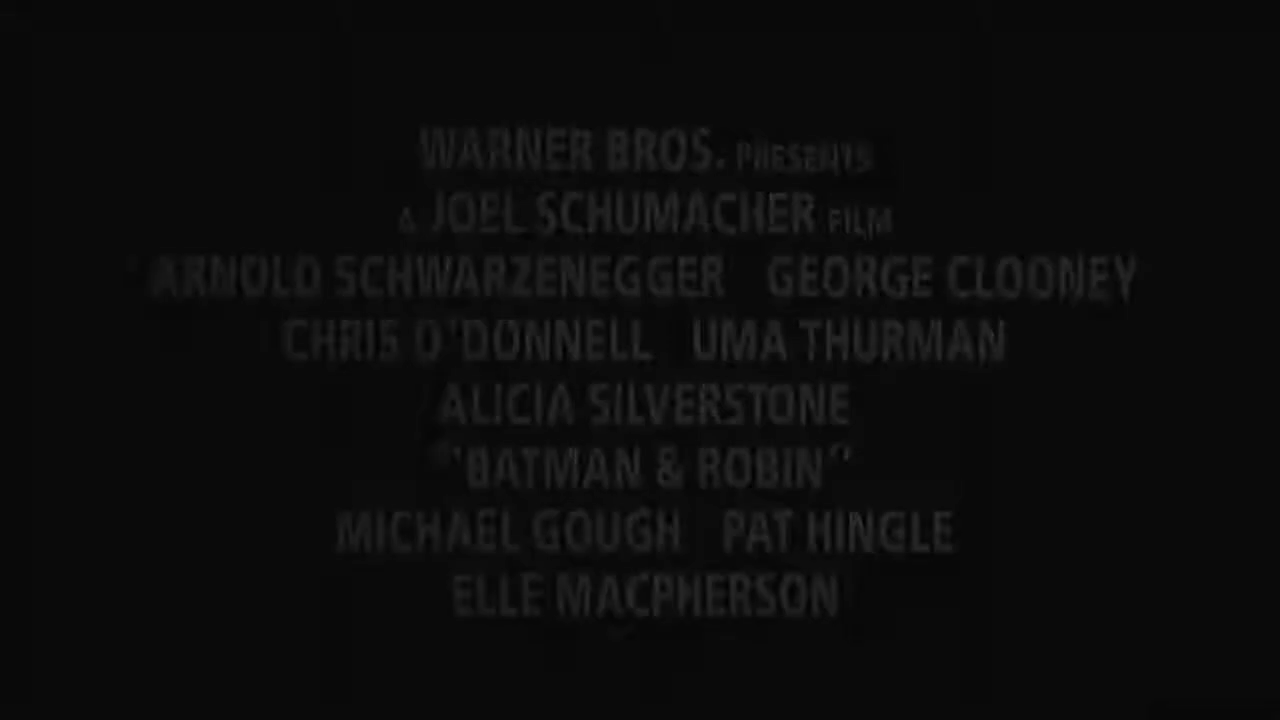 WARNER BROS. PRESENTS
A JOEL SCHUMACHER FILM
ARNOLD SCHWARZENEGGER GEORGE CLOONEY
CHRIS O'DONNELL UMA THURMAN
ALICIA SILVERSTONE
"BATMAN & ROBIN"
MICHAEL GOUGH PAT HINGLE
ELLE MACPHERSON